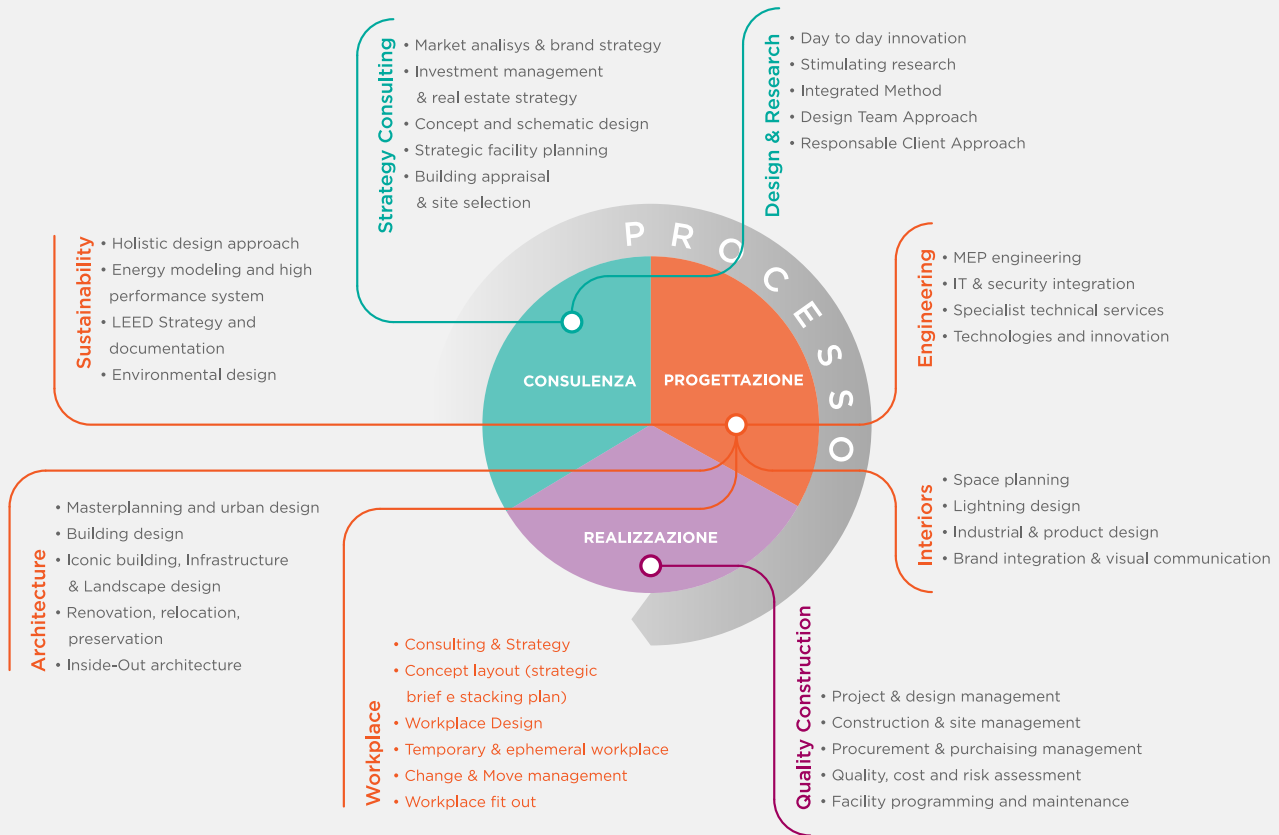 Strategy Consulting
• Market analisys & brand strategy
• Investment management
& real estate strategy
• Concept and schematic design
• Strategic facility planning
• Building appraisal
& site selection
Design & Research
• Day to day innovation
• Stimulating research
• Integrated Method
• Design Team Approach
• Responsable Client Approach
Sustainability
• Holistic design approach
• Energy modeling and high
performance system
• LEED Strategy and
documentation
• Environmental design
PROCESSO
CONSULENZA
PROGETTAZIONE
REALIZZAZIONE
Engineering
• MEP engineering
• IT & security integration
• Specialist technical services
• Technologies and innovation
Architecture
• Masterplanning and urban design
• Building design
• Iconic building, Infrastructure
& Landscape design
• Renovation, relocation,
preservation
• Inside-Out architecture
Interiors
• Space planning
• Lightning design
• Industrial & product design
• Brand integration & visual communication
Workplace
• Consulting & Strategy
• Concept layout (strategic
brief e stacking plan)
• Workplace Design
• Temporary & ephemeral workplace
• Change & Move management
• Workplace fit out
Quality Construction
• Project & design management
• Construction & site management
• Procurement & purchaising management
• Quality, cost and risk assessment
• Facility programming and maintenance